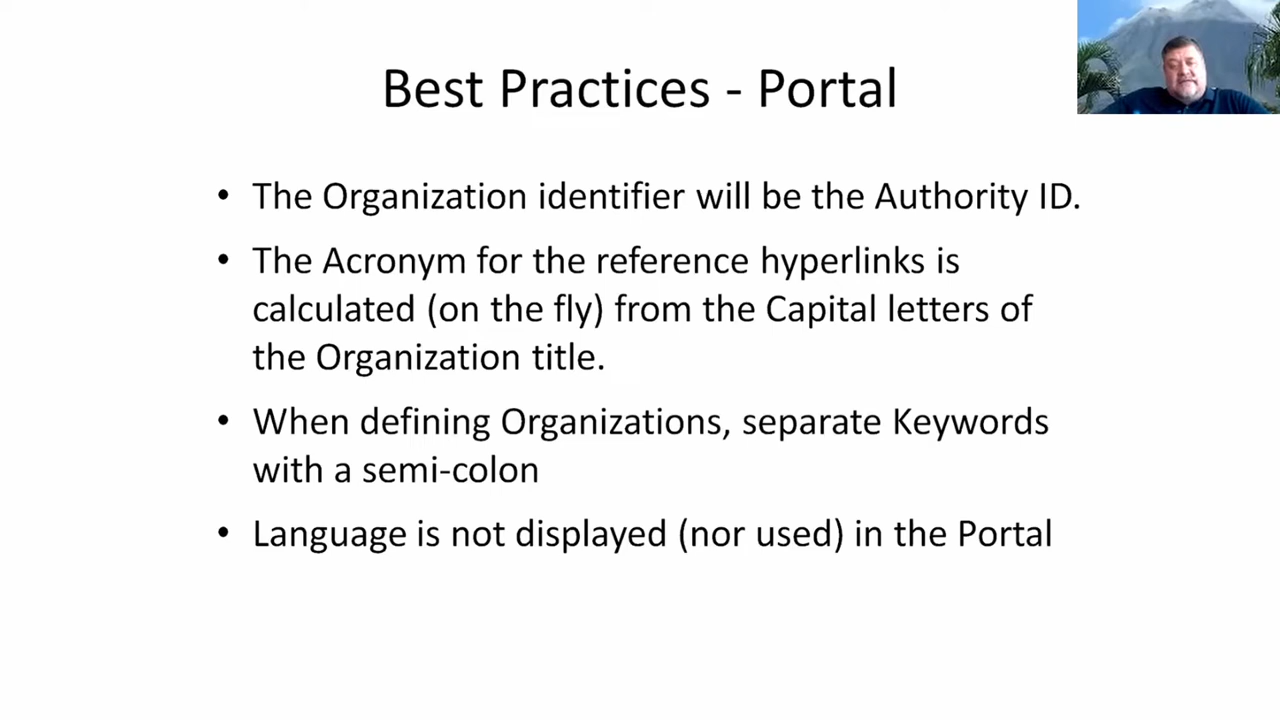 Best Practices - Portal
• The Organization identifier will be the Authority ID.
• The Acronym for the reference hyperlinks is
calculated (on the fly) from the Capital letters of
the Organization title.
• When defining Organizations, separate Keywords
with a semi-colon
• Language is not displayed (nor used) in the Portal